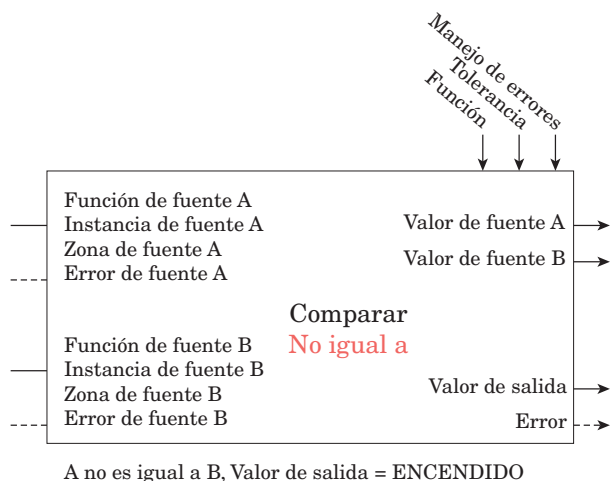 Manejo de errores
Tolerancia
Función
Función de fuente A
Instancia de fuente A
Zona de fuente A
Error de fuente A
Valor de fuente A
Valor de fuente B
Comparar
No igual a
Función de fuente B
Instancia de fuente B
Zona de fuente B
Error de fuente B
Valor de salida
Error
A no es igual a B, Valor de salida = ENCENDIDO